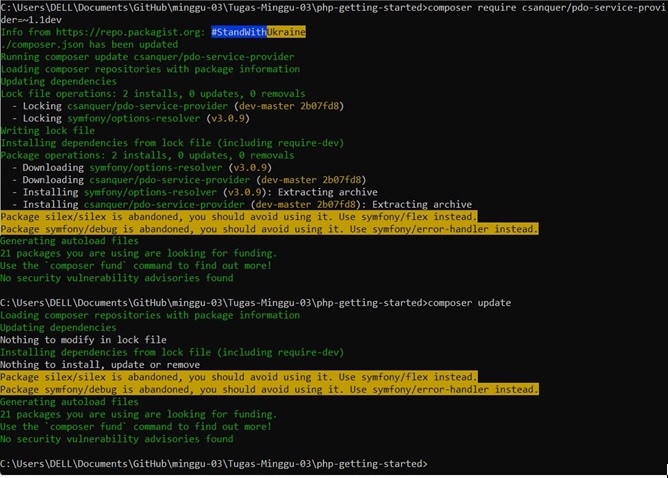 C:\Users\DELL\Documents\GitHub\minggu-03\Tugas-Minggu-03\php-getting-started>composer require csanquer/pdo-service-provi
der=~1.1dev
Info from https://repo.packagist.org: #StandWithUkraine
./composer.json has been updated
Running composer update csanquer/pdo-service-provider
Loading composer repositories with package information
Updating dependencies
Lock file operations: 2 installs, 0 updates, 0 removals
  - Locking csanquer/pdo-service-provider (dev-master 2b07fd8)
  - Locking symfony/options-resolver (v3.0.9)
Writing lock file
Installing dependencies from lock file (including require-dev)
Package operations: 2 installs, 0 updates, 0 removals
  - Downloading symfony/options-resolver (v3.0.9)
  - Downloading csanquer/pdo-service-provider (dev-master 2b07fd8)
  - Installing symfony/options-resolver (v3.0.9): Extracting archive
  - Installing csanquer/pdo-service-provider (dev-master 2b07fd8): Extracting archive
Package silex/silex is abandoned, you should avoid using it. Use symfony/flex instead.
Package symfony/debug is abandoned, you should avoid using it. Use symfony/error-handler instead.
Generating autoload files
21 packages you are using are looking for funding.
Use the `composer fund` command to find out more!
No security vulnerability advisories found
C:\Users\DELL\Documents\GitHub\minggu-03\Tugas-Minggu-03\php-getting-started>composer update
Loading composer repositories with package information
Updating dependencies
Nothing to modify in lock file
Installing dependencies from lock file (including require-dev)
Nothing to install, update or remove
Package silex/silex is abandoned, you should avoid using it. Use symfony/flex instead.
Package symfony/debug is abandoned, you should avoid using it. Use symfony/error-handler instead.
Generating autoload files
21 packages you are using are looking for funding.
Use the `composer fund` command to find out more!
No security vulnerability advisories found
C:\Users\DELL\Documents\GitHub\minggu-03\Tugas-Minggu-03\php-getting-started>